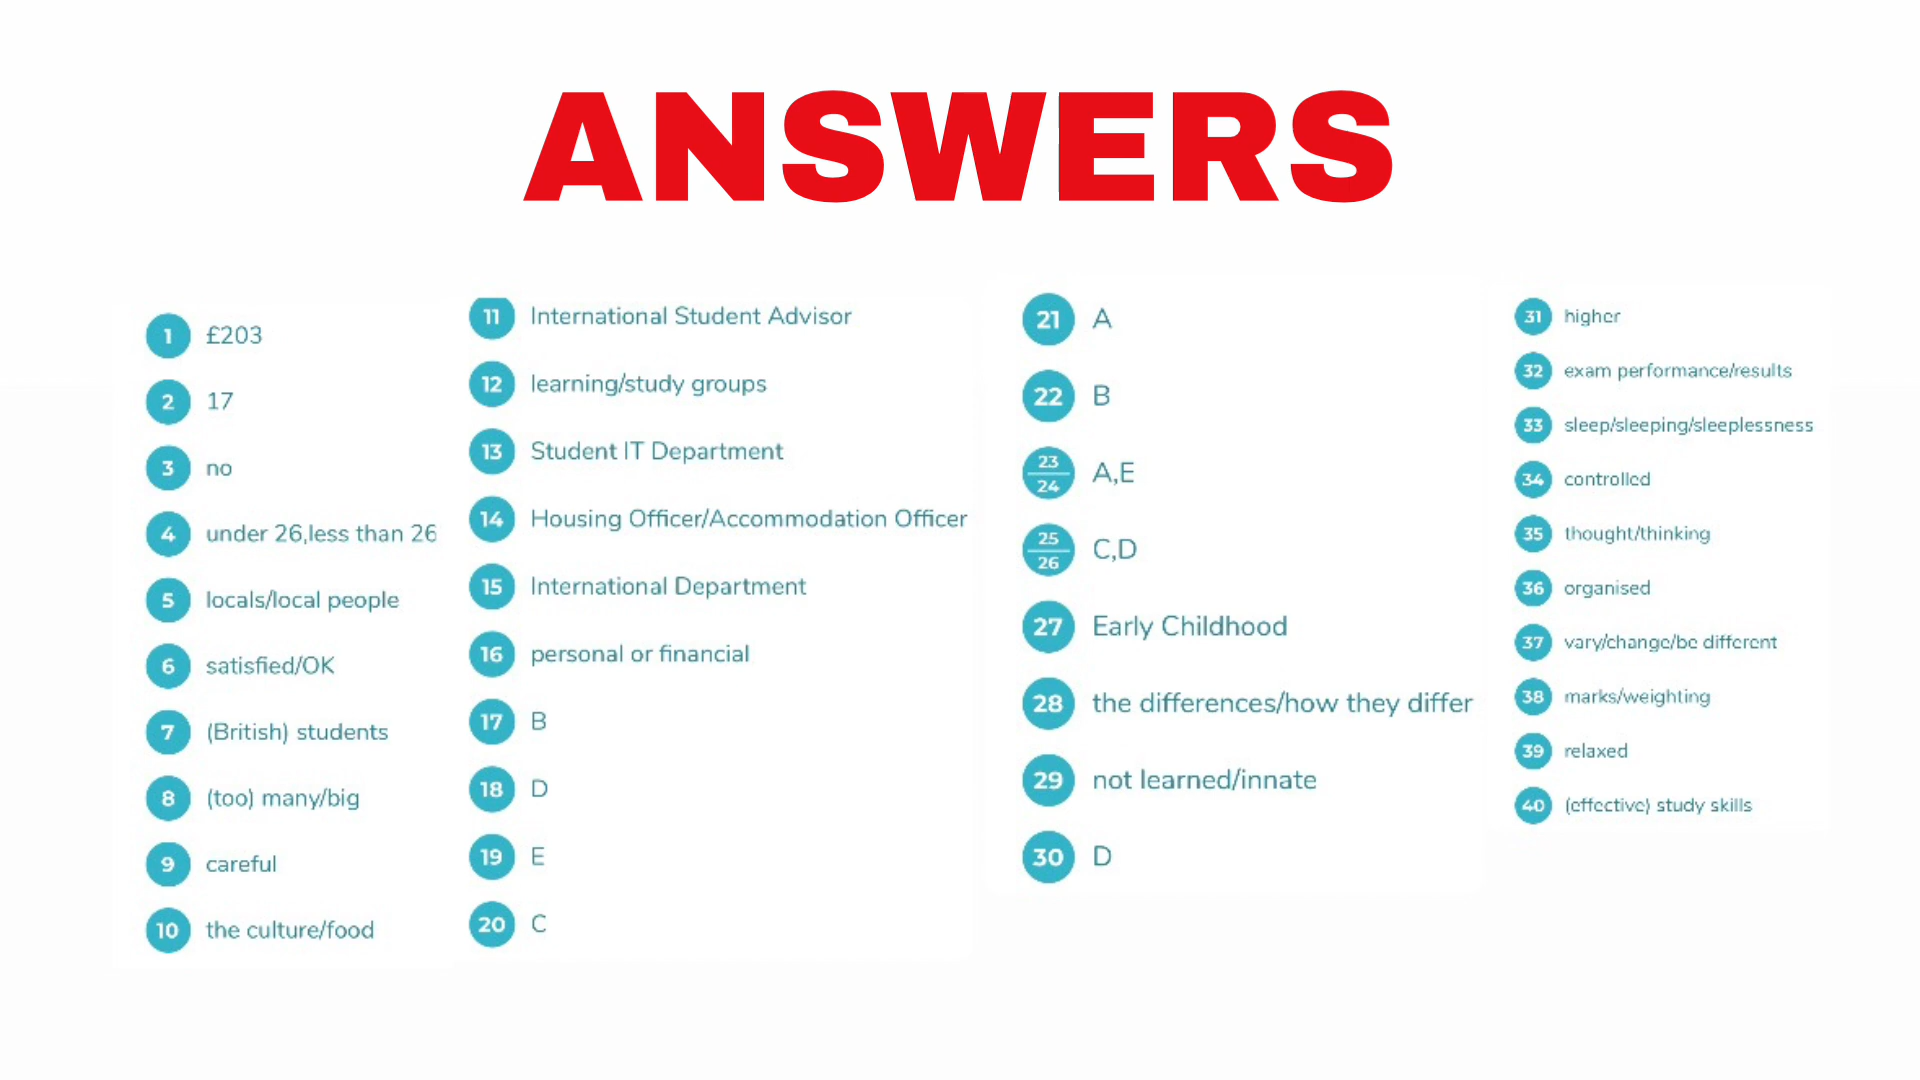 ANSWERS
1 £203
2 17
3 no
4 under 26,less than 26
5 locals/local people
6 satisfied/OK
7 (British) students
8 (too) many/big
9 careful
10 the culture/food
11 International Student Advisor
12 learning/study groups
13 Student IT Department
14 Housing Officer/Accommodation Officer
15 International Department
16 personal or financial
17 B
18 D
19 E
20 C
21 A
22 B
23 24 A,E
25 26 C,D
27 Early Childhood
28 the differences/how they differ
29 not learned/innate
30 D
31 higher
32 exam performance/results
33 sleep/sleeping/sleeplessness
34 controlled
35 thought/thinking
36 organised
37 vary/change/be different
38 marks/weighting
39 relaxed
40 (effective) study skills